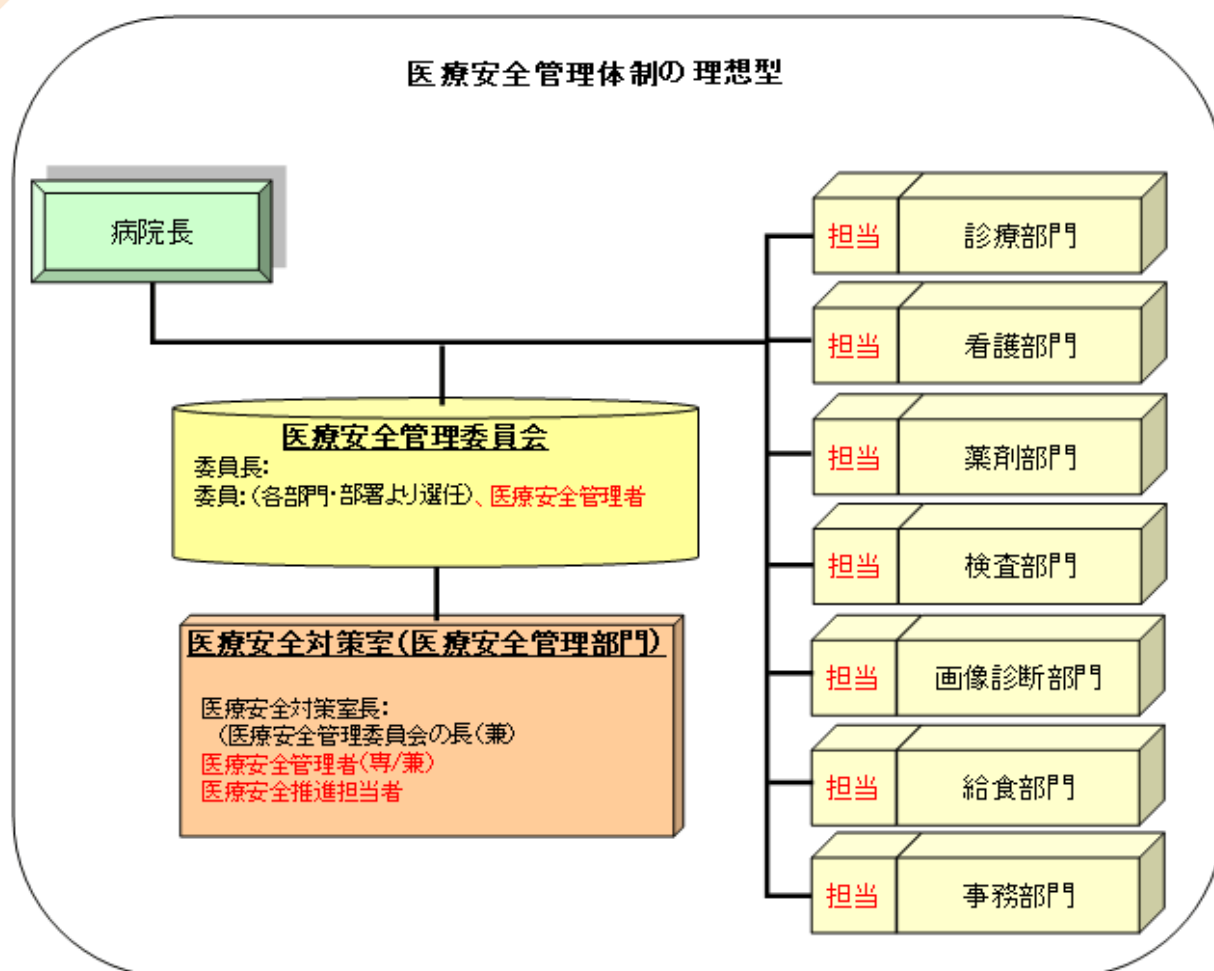 医療安全管理体制の理想型
病院長
医療安全管理委員会
委員長:
委員:(各部門・部署より選任)、医療安全管理者
医療安全対策室(医療安全管理部門)
医療安全対策室長:
(医療安全管理委員会の長(兼)
医療安全管理者(専/兼)
医療安全推進担当者
担当 診療部門
担当 看護部門
担当 薬剤部門
担当 検査部門
担当 画像診断部門
担当 給食部門
担当 事務部門